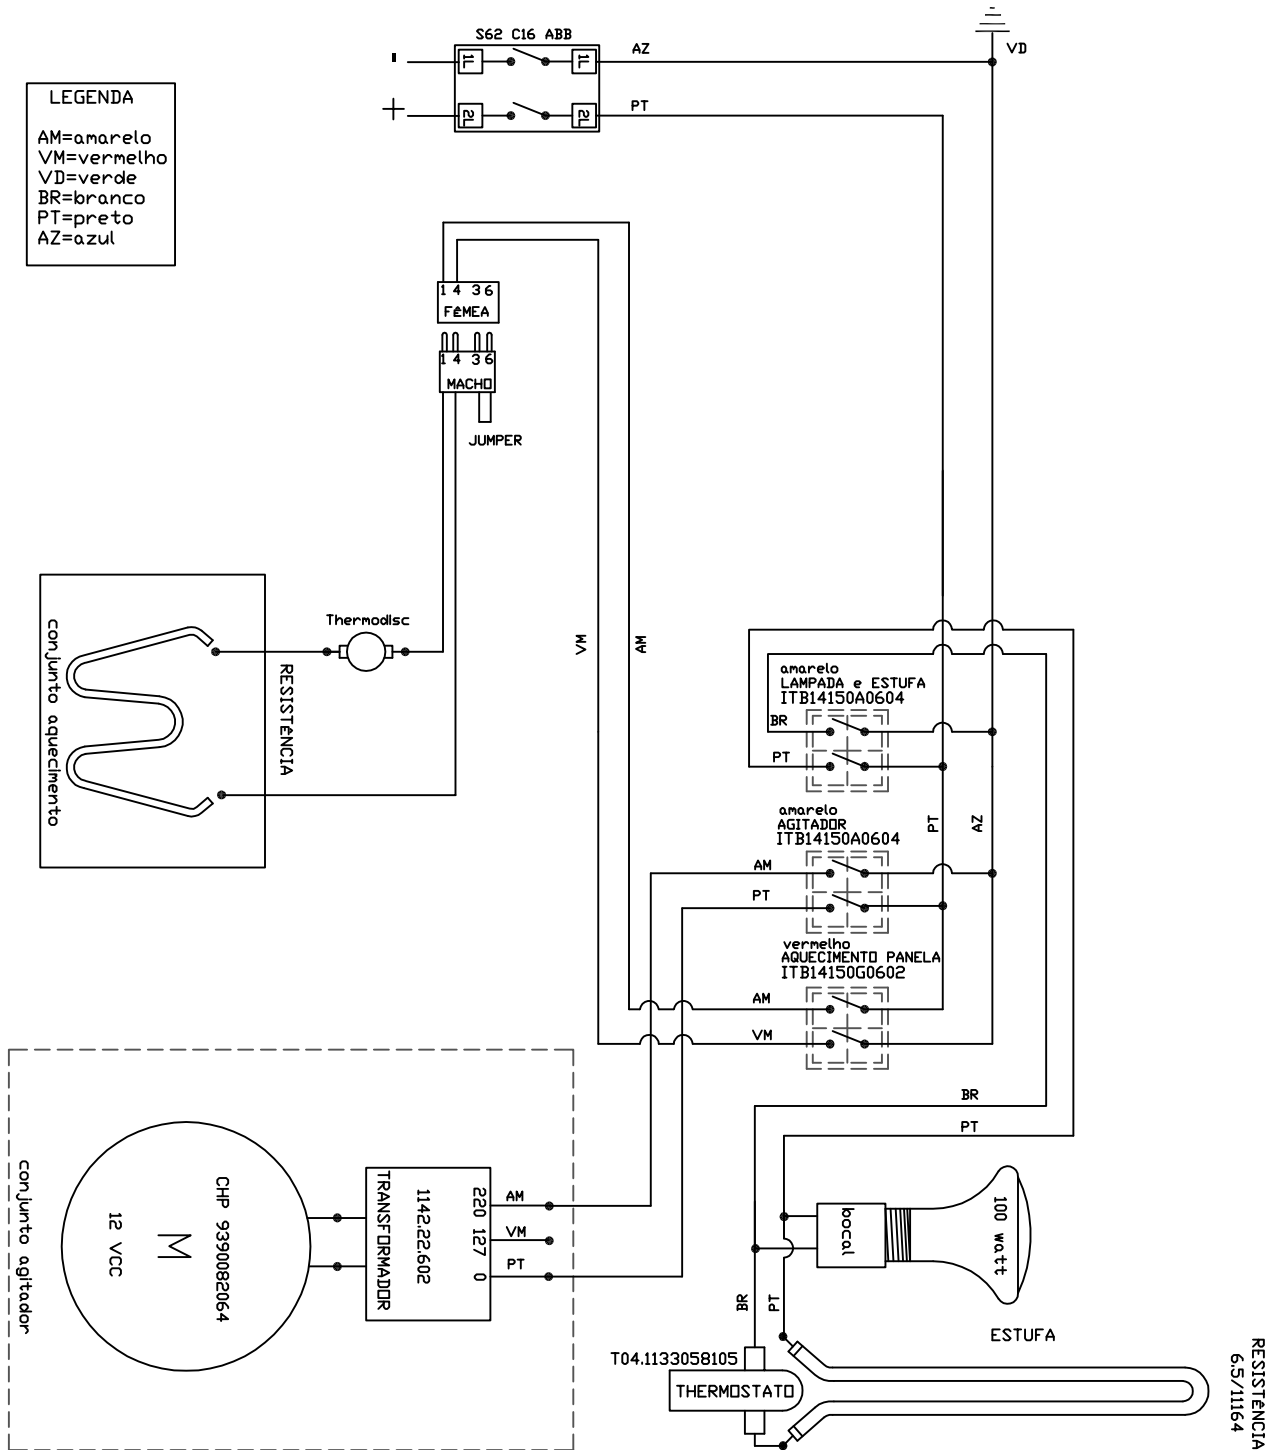 S62 C16 ABB
-
+
1L
1L
AZ
VD
2L
2L
PT
LEGENDA
AM=amarelo
VM=vermelho
VD=verde
BR=branco
PT=preto
AZ=azul
1 4 3 6
FêMEA
1 4 3 6
MACHO
JUMPER
Thermodisc
conjunto aquecimento
RESISTêNCIA
VM
AM
amarelo
LAMPADA e ESTUFA
ITB14150A0604
BR
PT
amarelo
AGITADOR
ITB14150A0604
PT
AZ
AM
PT
vermelho
AQUECIMENTO PANELA
ITB14150G0602
AM
VM
BR
PT
conjunto agitador
CHP 9390082064
M
12 VCC
TRANSFORMADOR
1142.22.602
220 127 0
AM
VM
PT
bocal
100 watt
BR
PT
ESTUFA
T04.1133058105
THERMOSTATO
RESISTêNCIA
6.5/11164